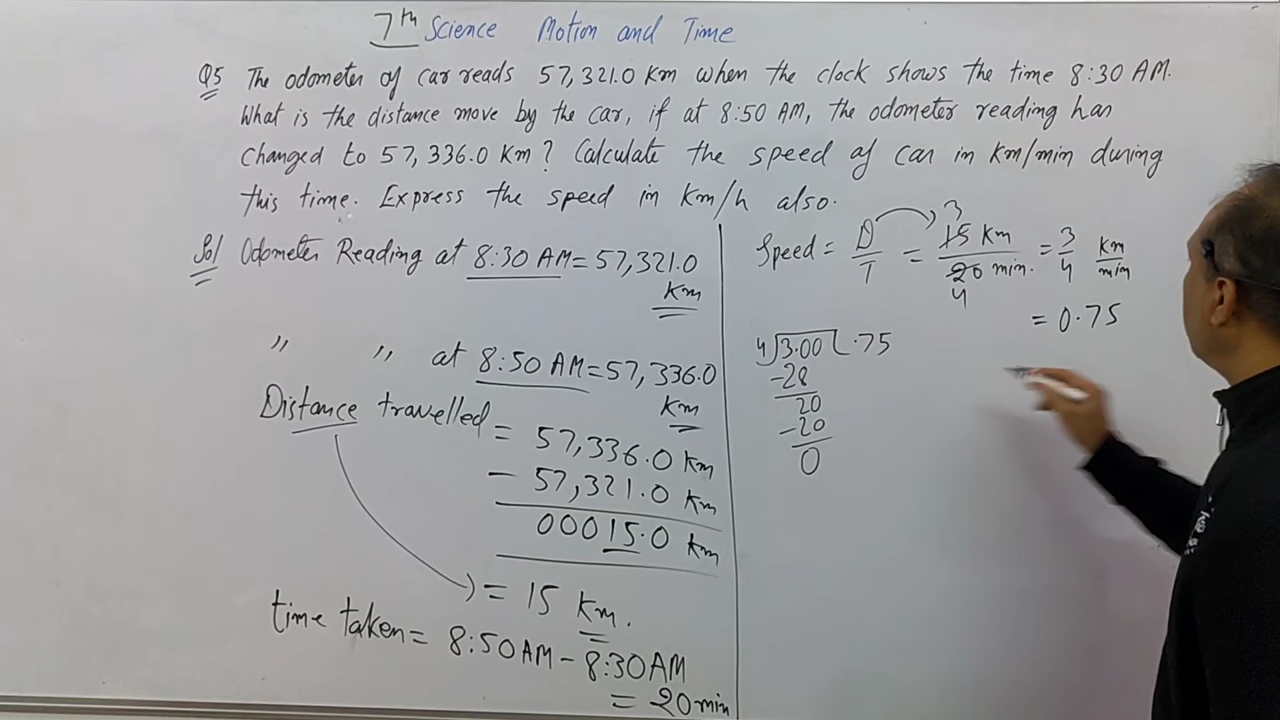 7th Science Motion and Time
Q5 The odometer of car reads 57,321.0 Km when the clock shows the time 8:30 AM.
What is the distance move by the car, if at 8:50 AM, the odometer reading has
changed to 57,336.0 Km? Calculate the speed of car in Km/min during
this time. Express the speed in Km/h also.
Sol Odometer Reading at 8:30 AM = 57,321.0
Km
" " at 8:50 AM = 57,336.0
Km
Distance travelled = 57,336.0 Km
- 57,321.0 Km
00015.0 Km
= 15 Km.
time taken = 8:50AM - 8:30AM
= 20min
Speed = D/T = 15 Km/20 min. = 3/4 km/min
3
4
= 0.75
4 3.00 .75
-28
20
-20
0